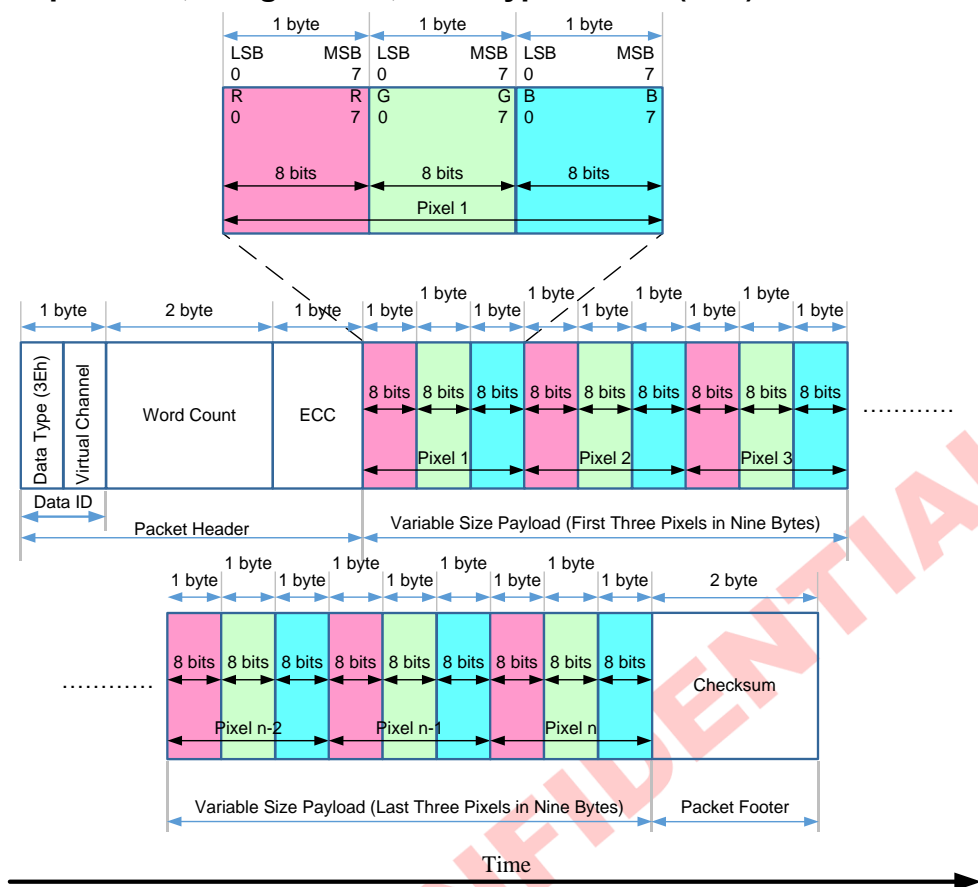 1 byte 1 byte 1 byte
LSB MSB LSB MSB LSB MSB
0 7 0 7 0 7
R R G G B B
0 7 0 7 0 7
8 bits 8 bits 8 bits
Pixel 1
1 byte 1 byte 1 byte 1 byte
1 byte 2 byte 1 byte 1 byte 1 byte 1 byte 1 byte 1 byte
Data Type (3Eh)
Virtual Channel
Word Count
ECC
8 bits 8 bits 8 bits 8 bits 8 bits 8 bits 8 bits 8 bits 8 bits
............
Pixel 1 Pixel 2 Pixel 3
Data ID
Packet Header
Variable Size Payload (First Three Pixels in Nine Bytes)
1 byte 1 byte 1 byte
1 byte 1 byte 1 byte 1 byte 1 byte 1 byte 2 byte
8 bits 8 bits 8 bits 8 bits 8 bits 8 bits 8 bits 8 bits 8 bits
............
Checksum
Pixel n-2 Pixel n-1 Pixel n
Variable Size Payload (Last Three Pixels in Nine Bytes)
Packet Footer
Time
NFIDENTIA